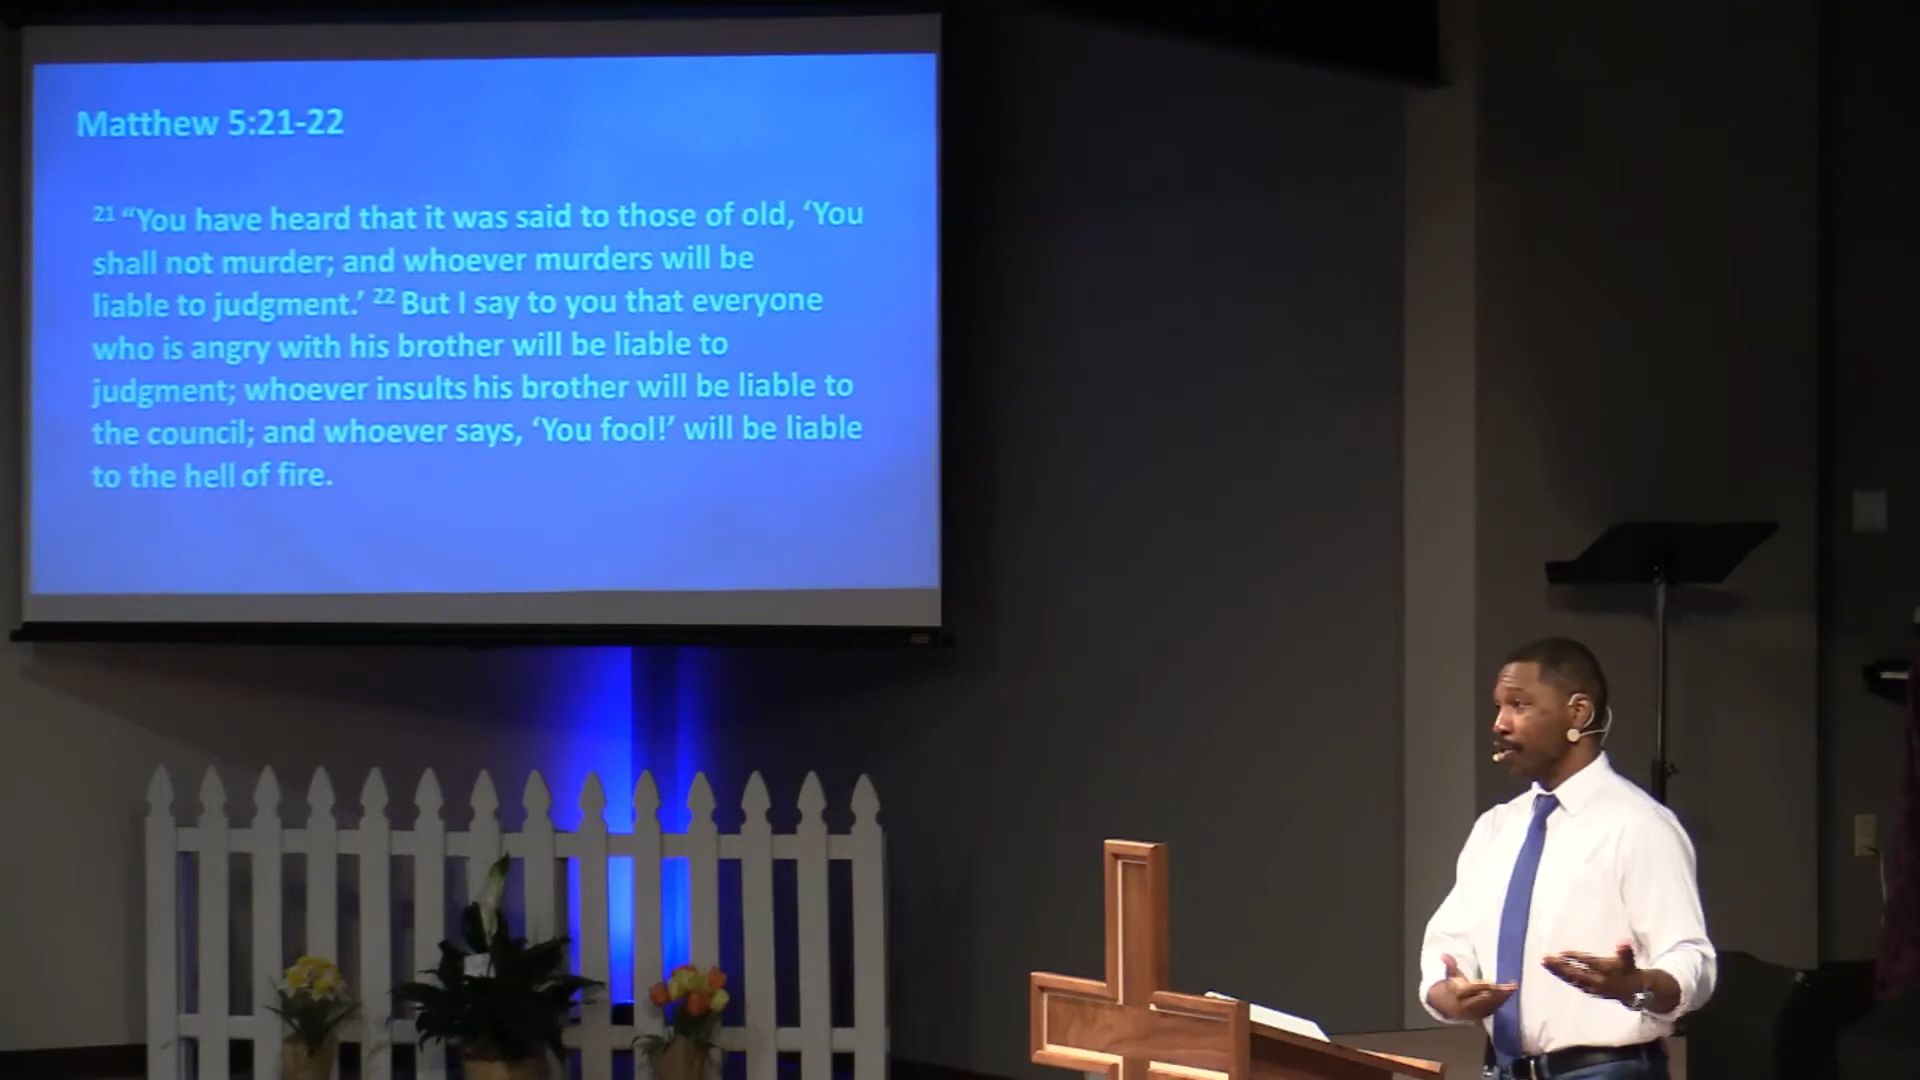 Matthew 5:21-22
21 “You have heard that it was said to those of old, ‘You
shall not murder; and whoever murders will be
liable to judgment.’ 22 But I say to you that everyone
who is angry with his brother will be liable to
judgment; whoever insults his brother will be liable to
the council; and whoever says, ‘You fool!’ will be liable
to the hell of fire.